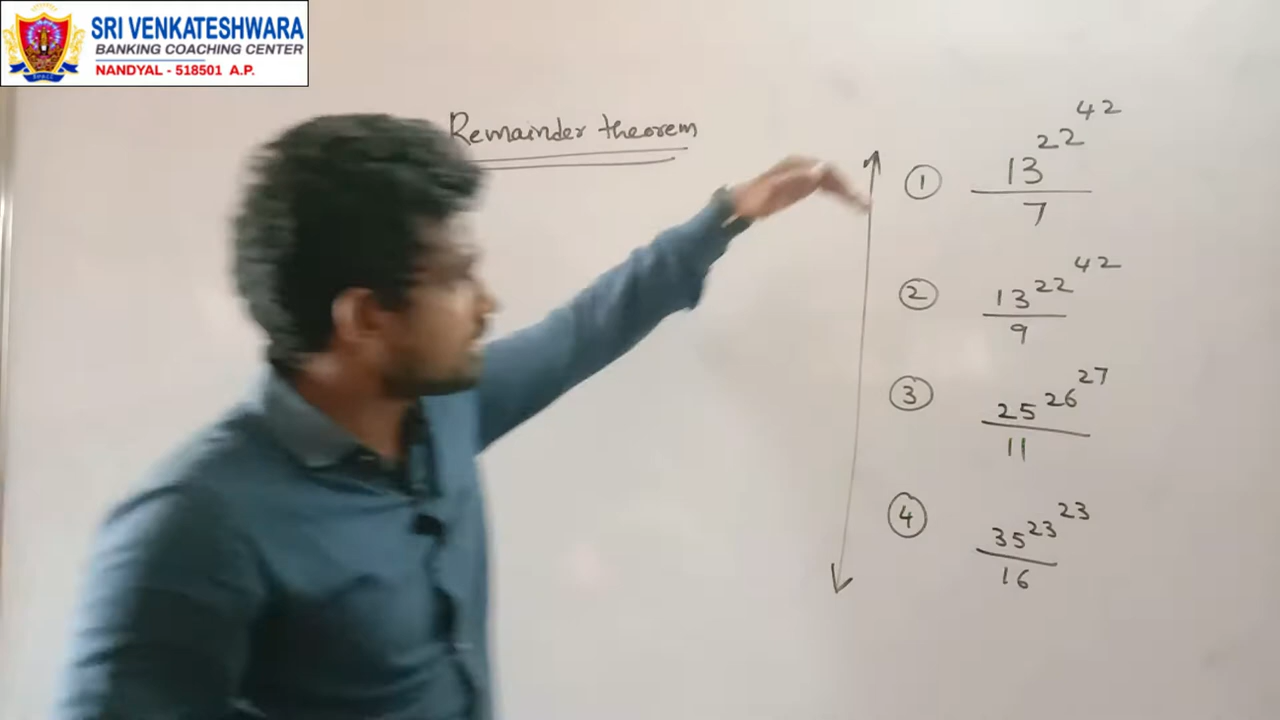 SRI VENKATESHWARA
BANKING COACHING CENTER
NANDYAL - 518501 A.P.
Remainder theorem
① 13^22^42
7
② 13^22^42
9
③ 25^26^27
11
④ 35^23^23
16